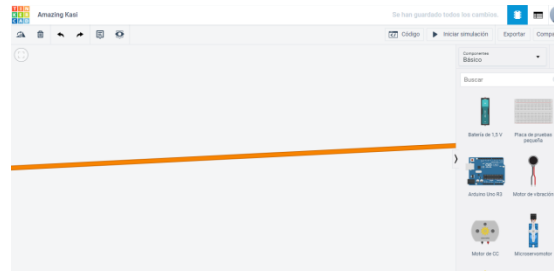 TIN
KER
CAD
Amazing Kasi
De han guardado todos los cambios.
Código
Iniciar simulación
Exportar
Compa
Componentes
Básico
Buscar
Batería de 1,5 V
Placa de pruebas
pequeña
Arduino Uno R3
Motor de vibración
Motor de CC
Microservomotor